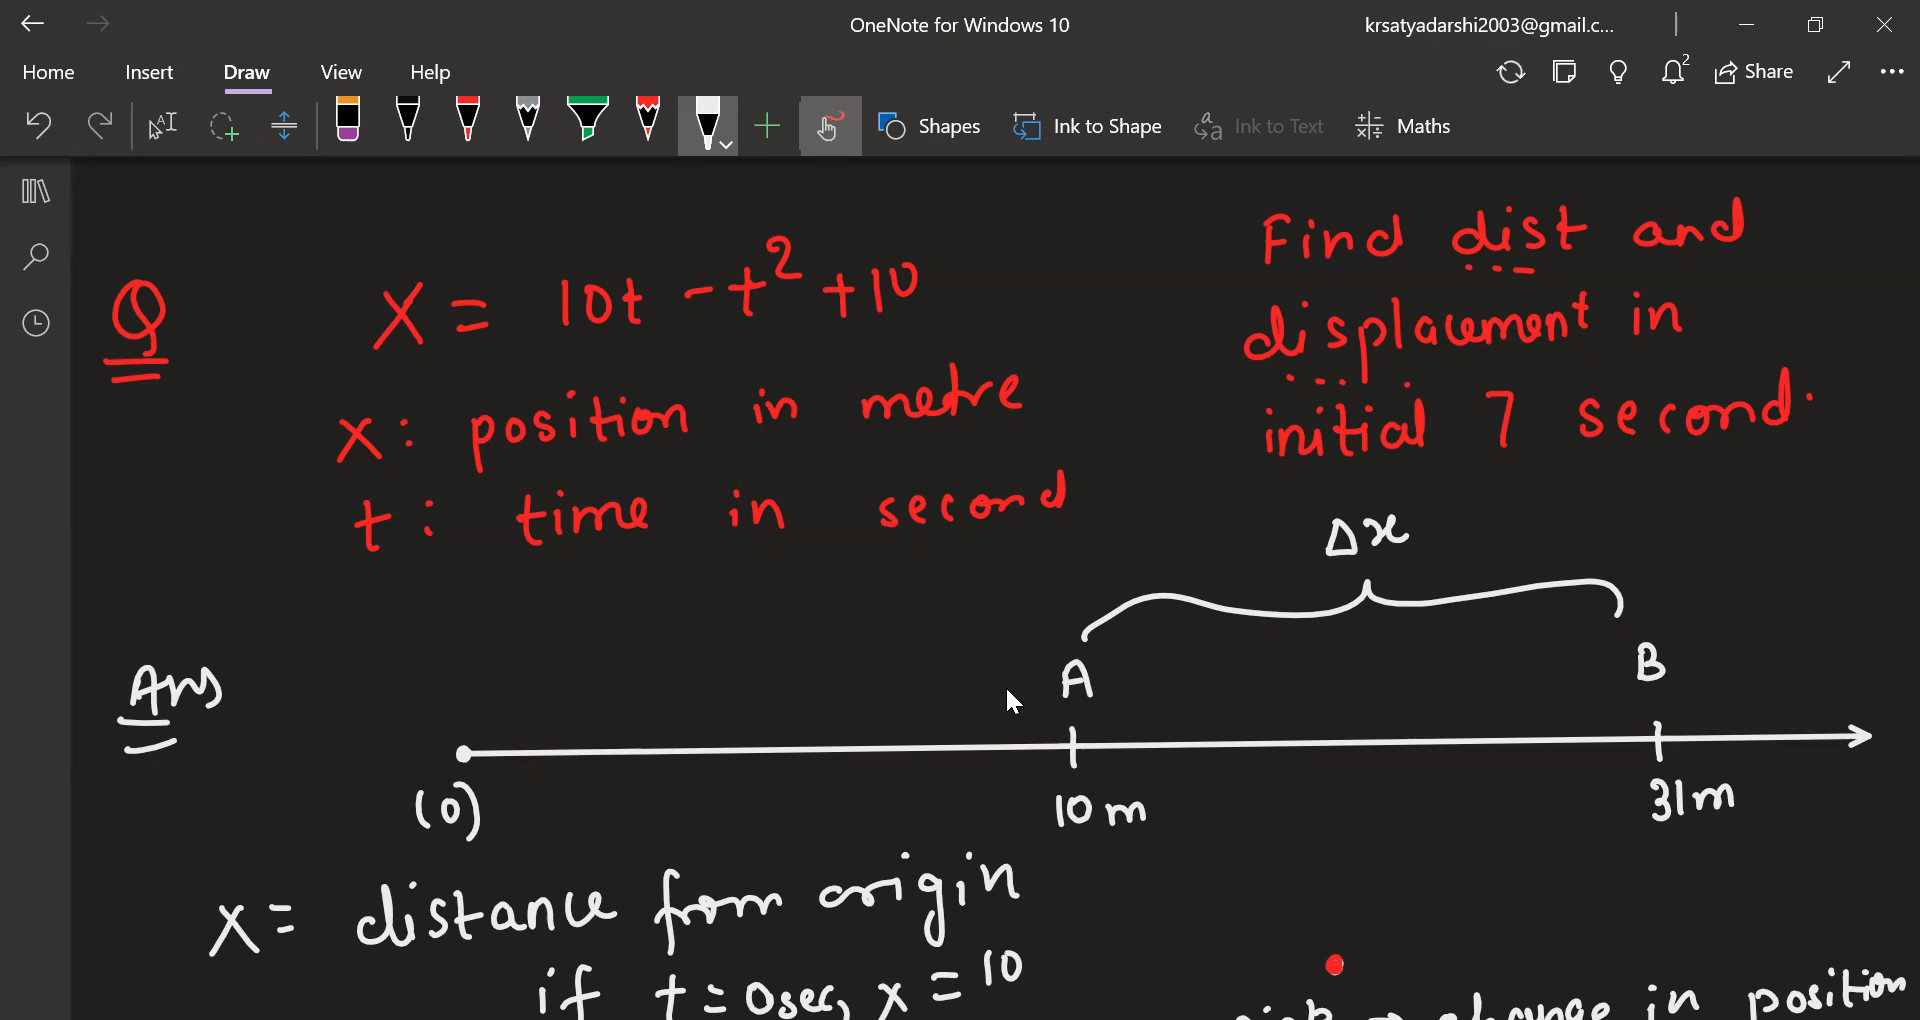 OneNote for Windows 10
krsatyadarshi2003@gmail.c...
Home Insert Draw View Help
2 Share
Shapes Ink to Shape Ink to Text Maths
Q X = 10t - t² + 10
x: position in metre
t: time in second
Find dist and
displacement in
initial 7 second.
Δx
Ans
A B
(0) 10 m 31m
X = distance from origin
if t = 0sec, x = 10
change in position